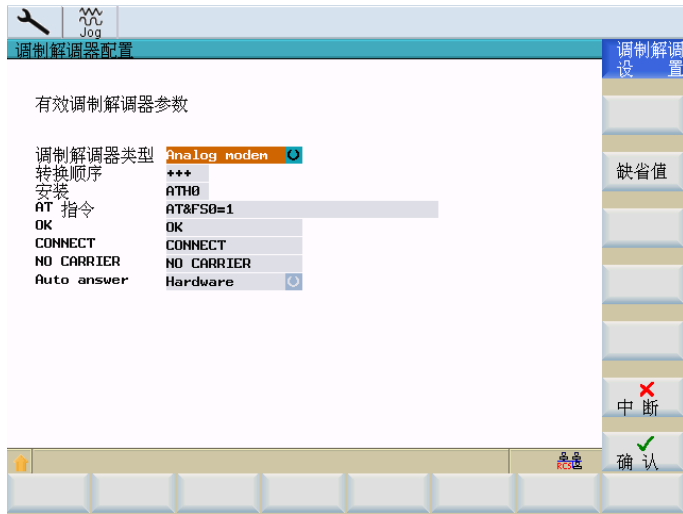 Jog
调制解调器配置
调制解调
设 置
有效调制解调器参数
调制解调器类型 Analog modem
转换顺序 +++
安装 ATH0
AT 指令 AT&FS0=1
OK OK
CONNECT CONNECT
NO CARRIER NO CARRIER
Auto answer Hardware
缺省值
中 断
确 认
RCS